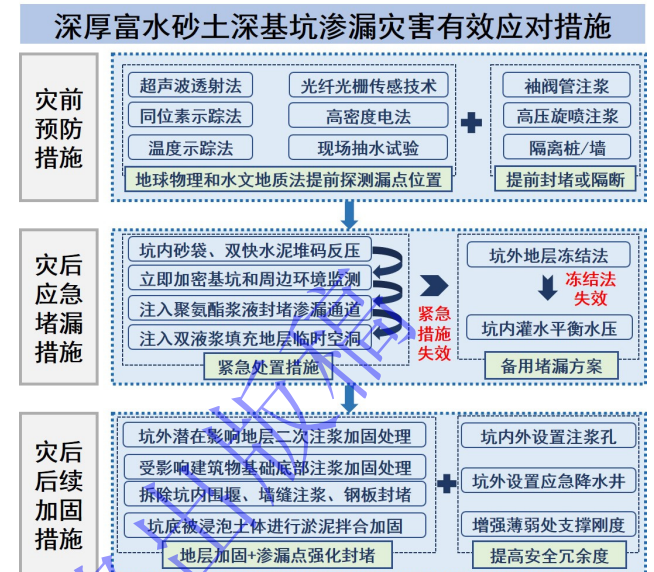 深厚富水砂土深基坑渗漏灾害有效应对措施
灾前
预防
措施
超声波透射法
光纤光栅传感技术
同位素示踪法
高密度电法
温度示踪法
现场抽水试验
地球物理和水文地质法提前探测漏点位置
袖阀管注浆
高压旋喷注浆
隔离桩/墙
提前封堵或隔断
灾后
应急
堵漏
措施
坑内砂袋、双快水泥堆码反压
立即加密基坑和周边环境监测
注入聚氨酯浆液封堵渗漏通道
注入双液浆填充地层临时空洞
紧急处置措施
紧急
措施
失效
坑外地层冻结法
冻结法
失效
坑内灌水平衡水压
备用堵漏方案
灾后
后续
加固
措施
坑外潜在影响地层二次注浆加固处理
受影响建筑物基础底部注浆加固处理
拆除坑内围堰、墙缝注浆、钢板封堵
坑底被浸泡土体进行淤泥拌合加固
地层加固+渗漏点强化封堵
坑内外设置注浆孔
坑外设置应急降水井
增强薄弱处支撑刚度
提高安全冗余度